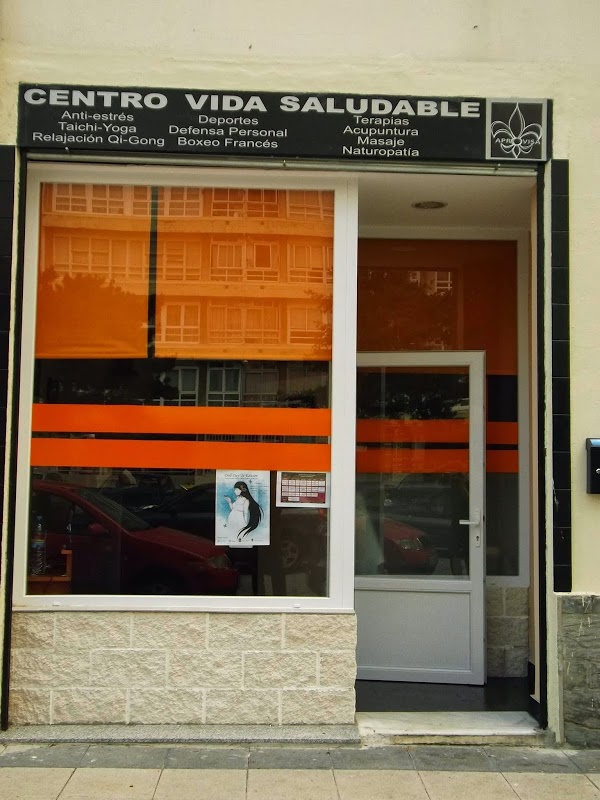 CENTRO VIDA SALUDABLE
Anti-estrés
Taichi-Yoga
Relajación Qi-Gong
Deportes
Defensa Personal
Boxeo Francés
Terapias
Acupuntura
Masaje
Naturopatía